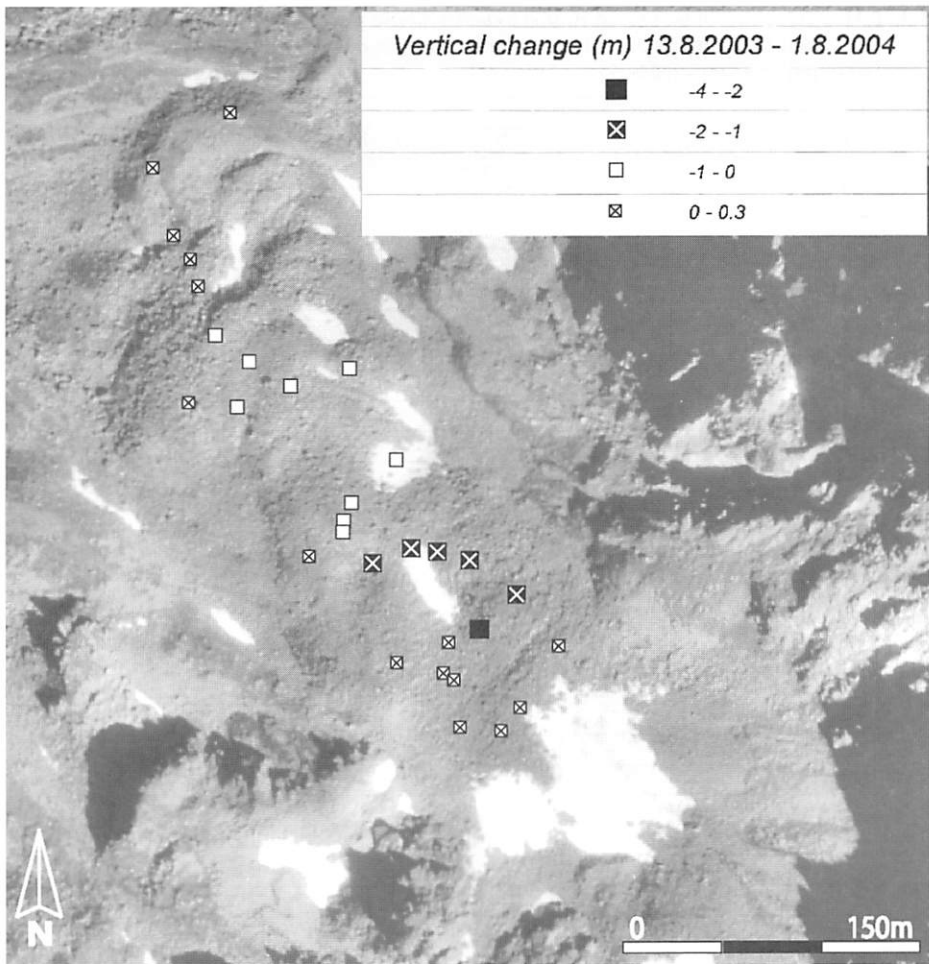 Vertical change (m) 13.8.2003 - 1.8.2004
-4 - -2
-2 - -1
-1 - 0
0 - 0.3
N
0 150m